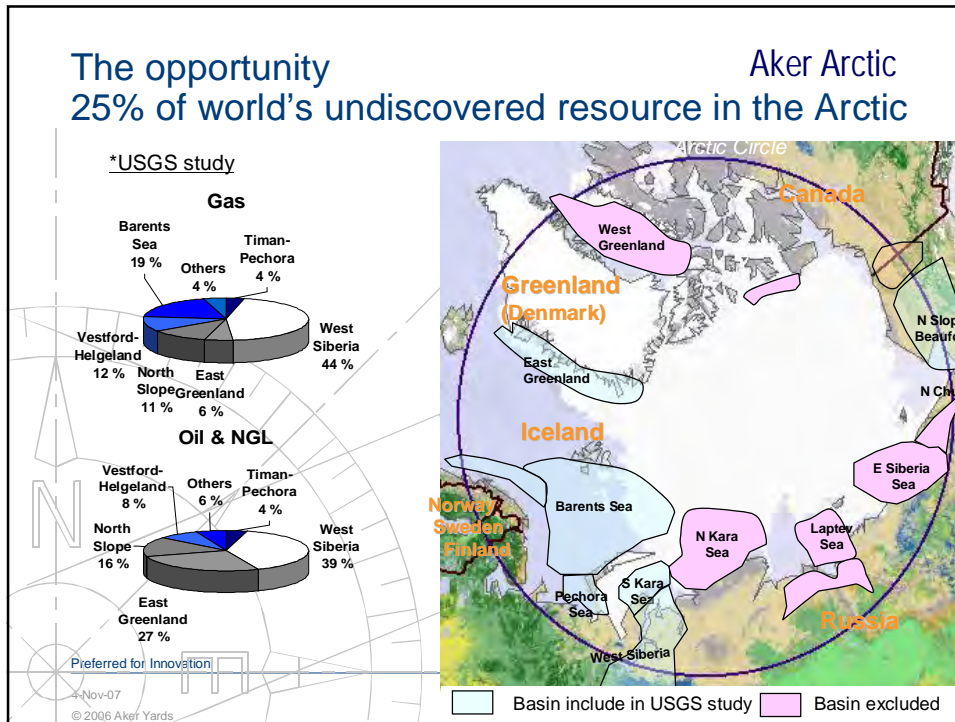 The opportunity
Aker Arctic
25% of world's undiscovered resource in the Arctic
*USGS study
Gas
Barents
Sea
19 %
Others
4 %
Timan-
Pechora
4 %
Vestford-
Helgeland
12 %
North
Slope
11 %
East
Greenland
6 %
West
Siberia
44 %
Oil & NGL
Vestford-
Helgeland
8 %
Others
6 %
Timan-
Pechora
4 %
North
Slope
16 %
West
Siberia
39 %
East
Greenland
27 %
Preferred for Innovation
4-Nov-07
© 2006 Aker Yards
Arctic Circle
Canada
West
Greenland
Greenland
(Denmark)
N Slop
Beaufo
East
Greenland
N Chu
Iceland
E Siberia
Sea
Barents Sea
Norway
Sweden
Finland
N Kara
Sea
Laptev
Sea
S Kara
Sea
Pechora
Sea
Russia
West Siberia
Basin include in USGS study
Basin excluded
N